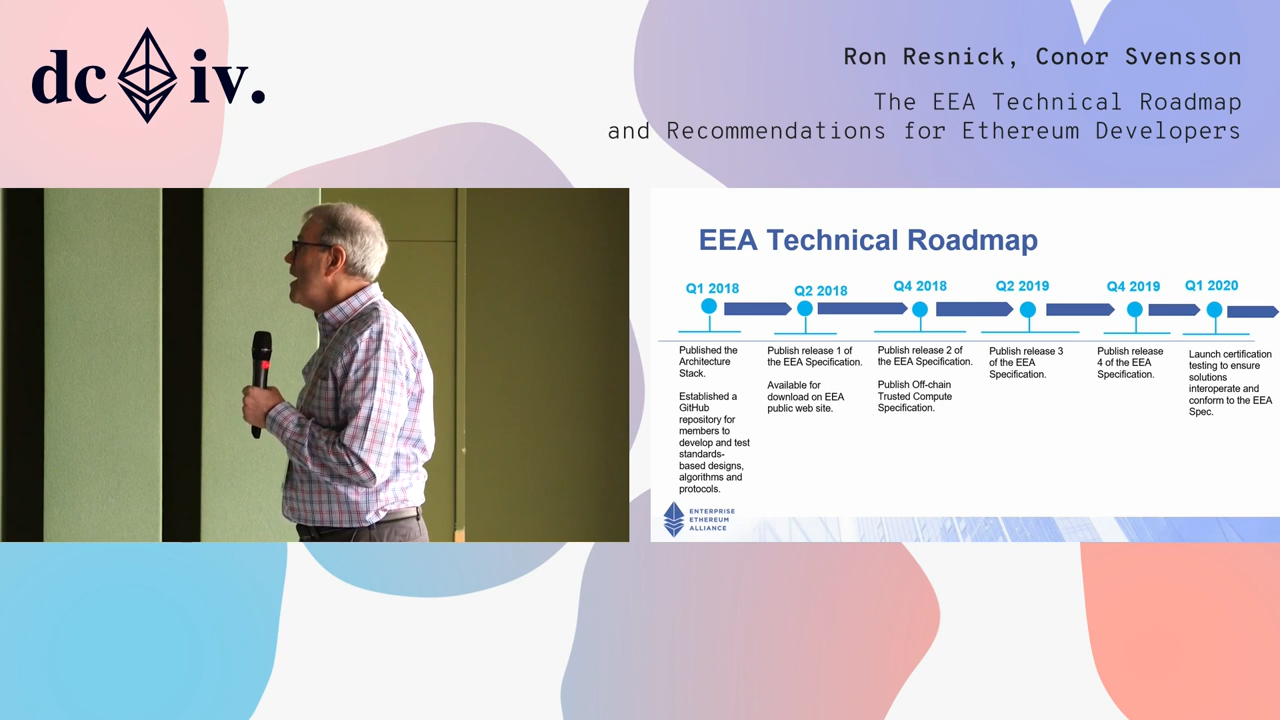 dc iv.
Ron Resnick, Conor Svensson
The EEA Technical Roadmap
and Recommendations for Ethereum Developers
EEA Technical Roadmap
Q1 2018
Published the
Architecture
Stack.
Established a
GitHub
repository for
members to
develop and test
standards-
based designs,
algorithms and
protocols.
Q2 2018
Publish release 1 of
the EEA Specification.
Available for
download on EEA
public web site.
Q4 2018
Publish release 2 of
the EEA Specification.
Publish Off-chain
Trusted Compute
Specification.
Q2 2019
Publish release 3
of the EEA
Specification.
Q4 2019
Publish release
4 of the EEA
Specification.
Q1 2020
Launch certification
testing to ensure
solutions
interoperate and
conform to the EEA
Spec.
ENTERPRISE
ETHEREUM
ALLIANCE